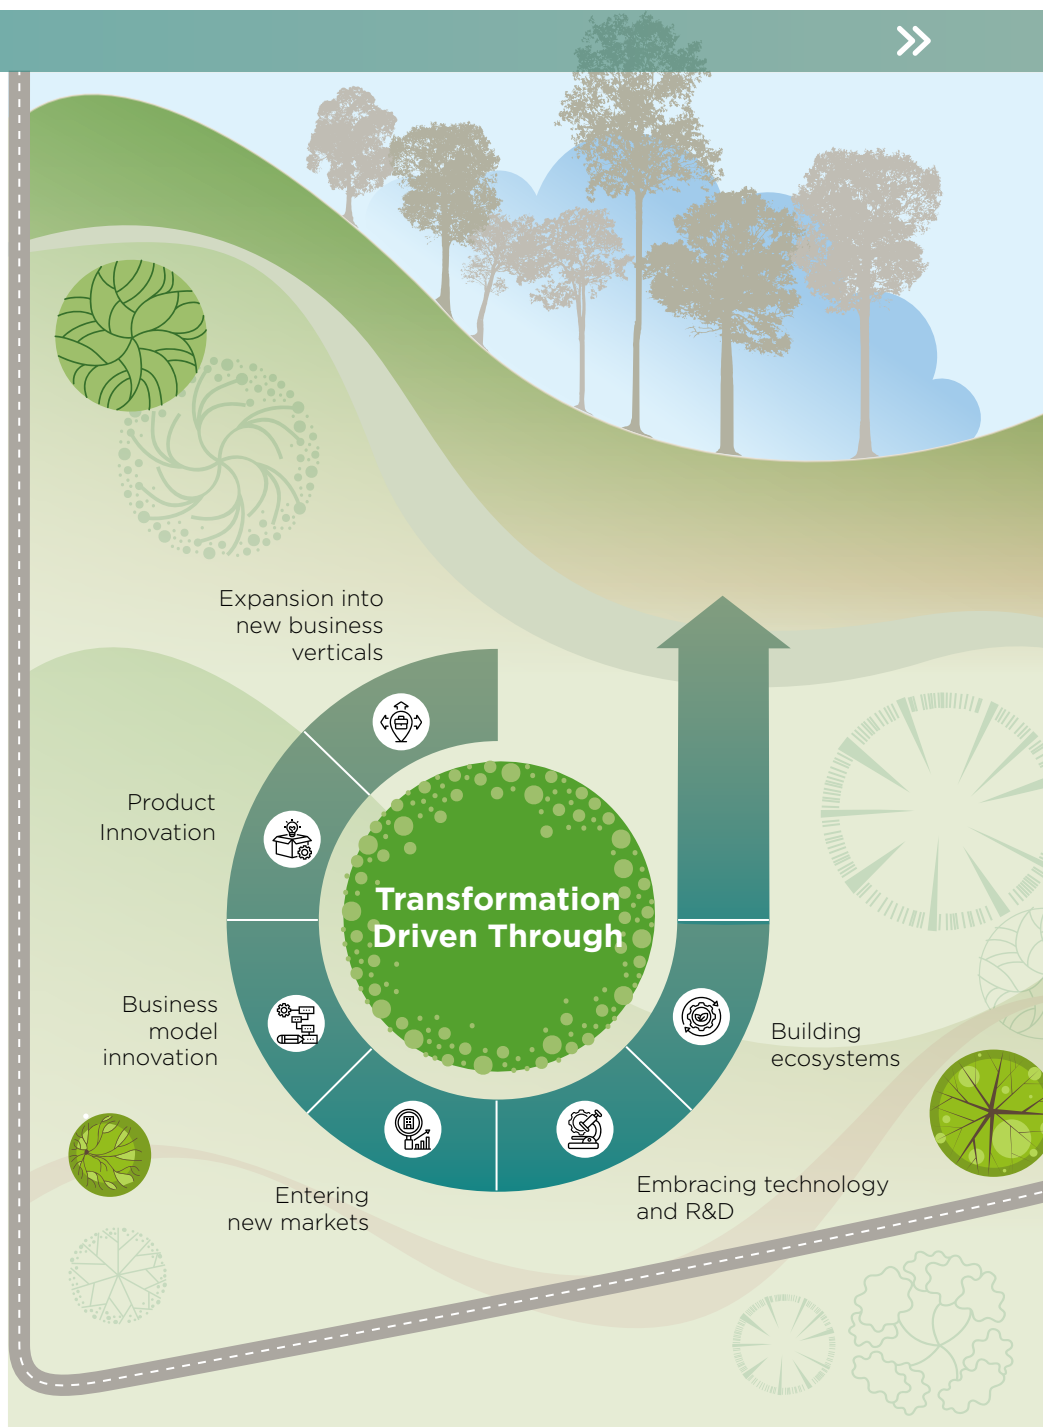 Expansion into
new business
verticals
Product
Innovation
Transformation
Driven Through
Business
model
innovation
Building
ecosystems
Entering
new markets
Embracing technology
and R&D